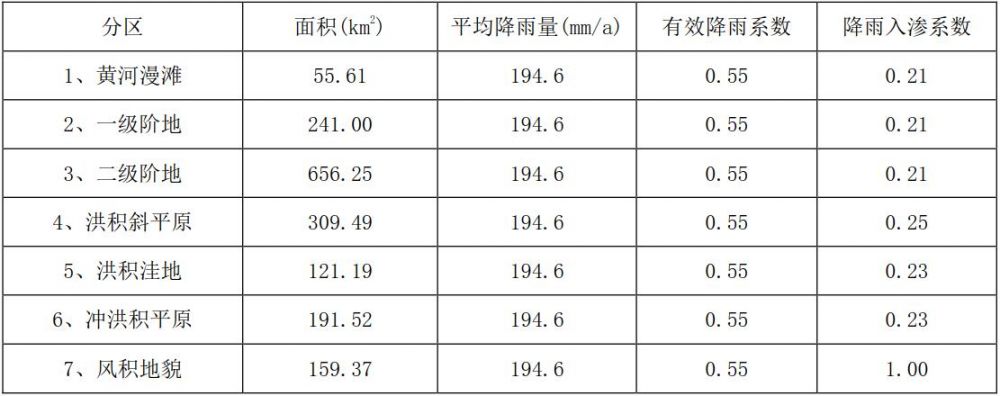 分区 面积(km²) 平均降雨量(mm/a) 有效降雨系数 降雨入渗系数
1、黄河漫滩 55.61 194.6 0.55 0.21
2、一级阶地 241.00 194.6 0.55 0.21
3、二级阶地 656.25 194.6 0.55 0.21
4、洪积斜平原 309.49 194.6 0.55 0.25
5、洪积洼地 121.19 194.6 0.55 0.23
6、冲洪积平原 191.52 194.6 0.55 0.23
7、风积地貌 159.37 194.6 0.55 1.00